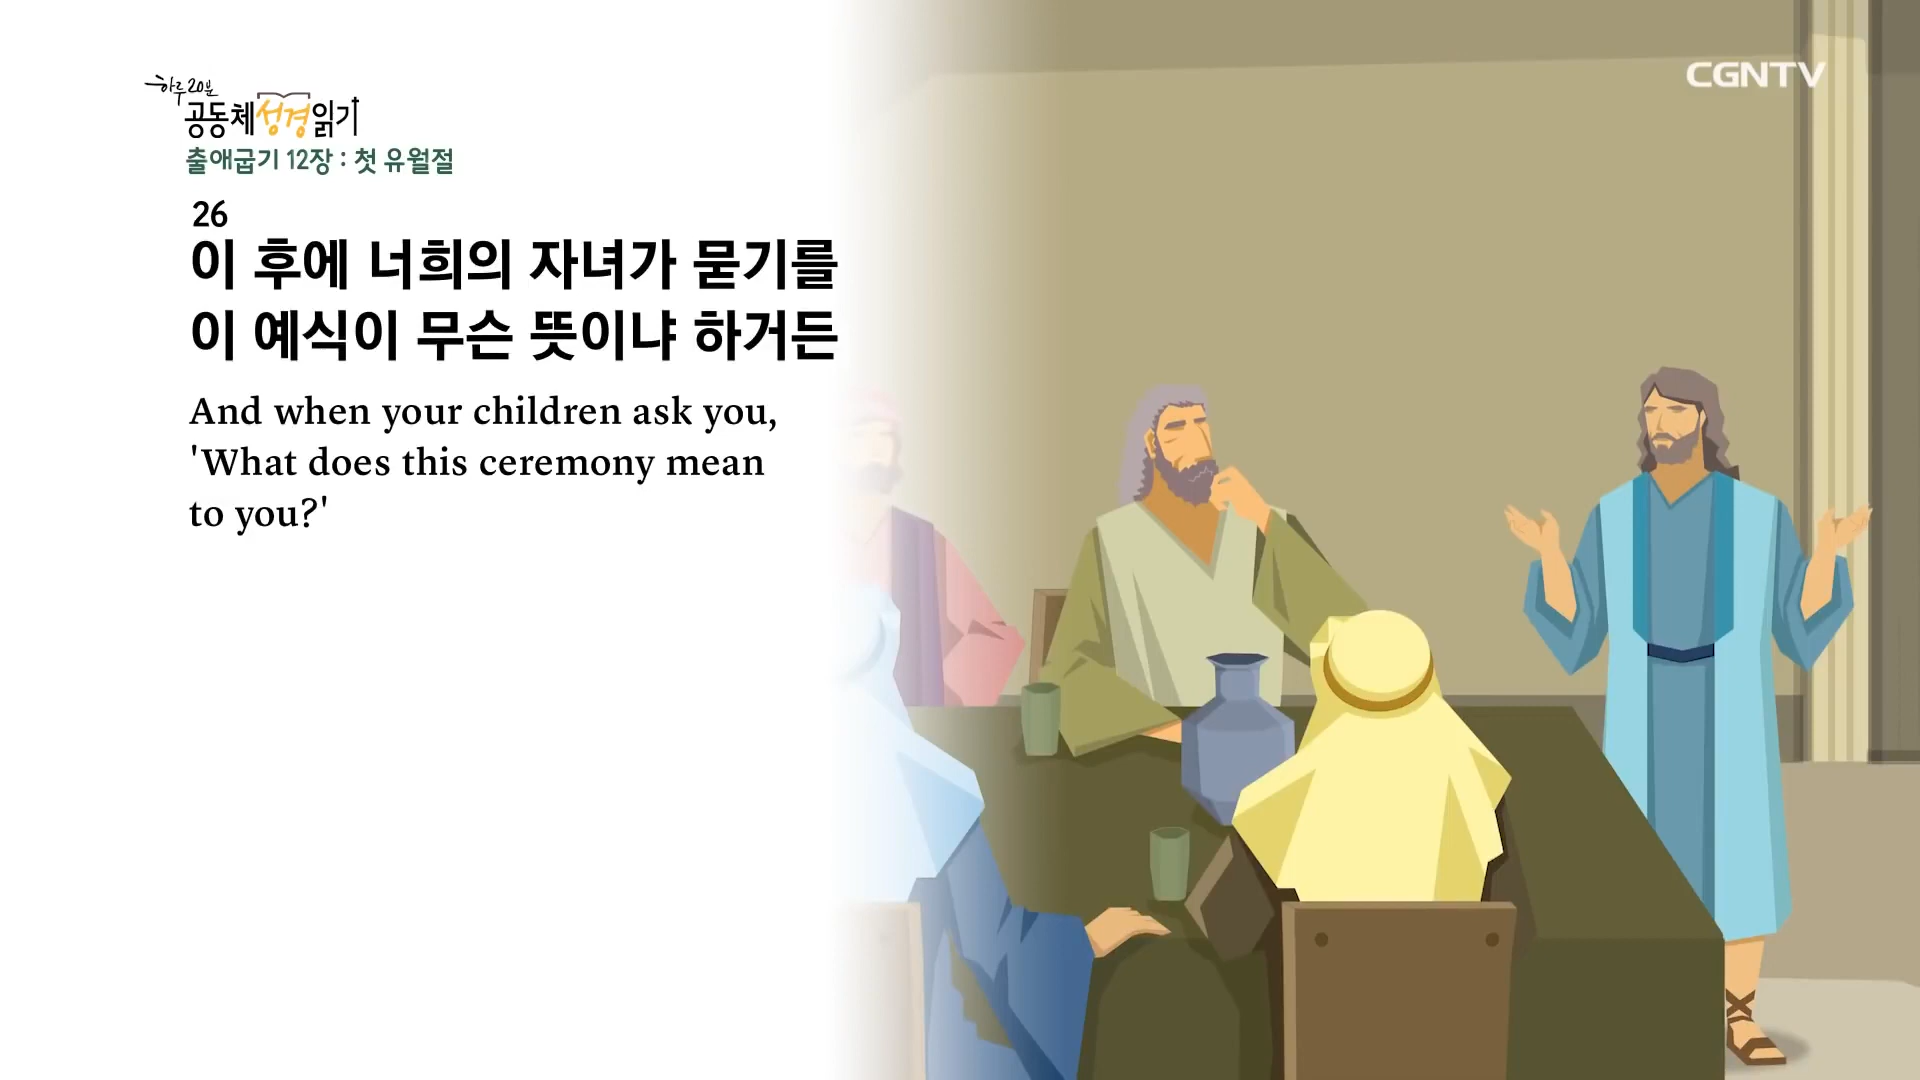 하루 20분
공동체성경읽기
출애굽기 12장 : 첫 유월절
CGNTV
26
이 후에 너희의 자녀가 묻기를
이 예식이 무슨 뜻이냐 하거든
And when your children ask you,
'What does this ceremony mean
to you?'